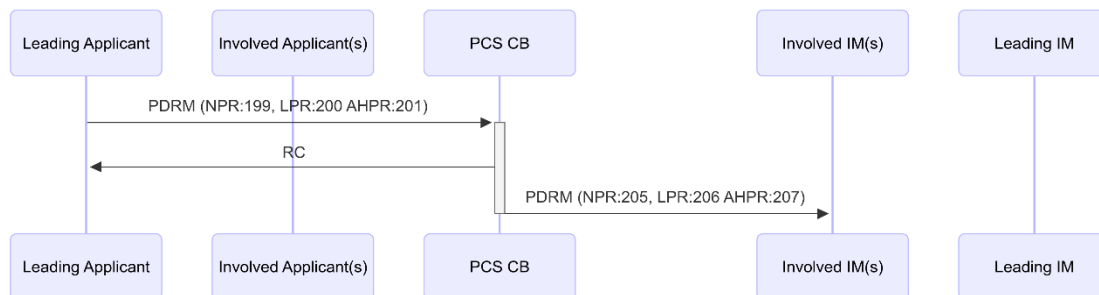 Leading Applicant
Involved Applicant(s)
PCS CB
Involved IM(s)
Leading IM
PDRM (NPR:199, LPR:200 AHPR:201)
RC
PDRM (NPR:205, LPR:206 AHPR:207)
Leading Applicant
Involved Applicant(s)
PCS CB
Involved IM(s)
Leading IM